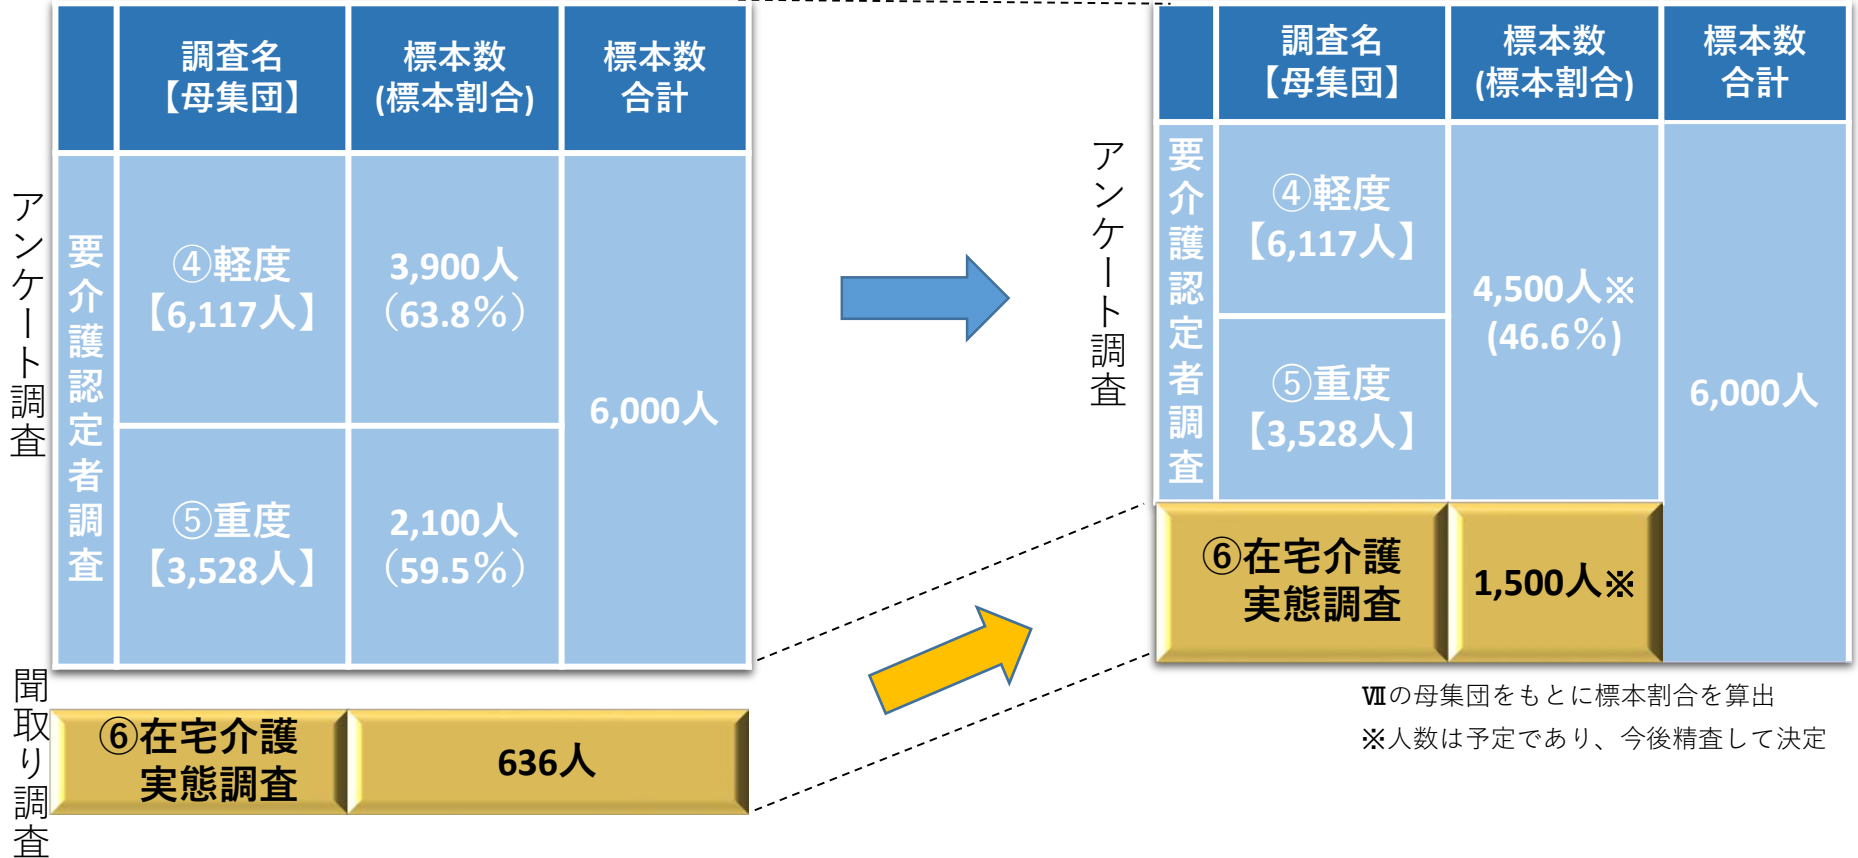 アンケート調査
調査名
【母集団】
標本数
(標本割合)
標本数
合計
要介護認定者調査
④軽度
【6,117人】
3,900人
（63.8％）
6,000人
⑤重度
【3,528人】
2,100人
（59.5％）
聞取り調査
⑥在宅介護
実態調査
636人
アンケート調査
調査名
【母集団】
標本数
(標本割合)
標本数
合計
要介護認定者調査
④軽度
【6,117人】
4,500人※
(46.6％)
6,000人
⑤重度
【3,528人】
⑥在宅介護
実態調査
1,500人※
Ⅶの母集団をもとに標本割合を算出
※人数は予定であり、今後精査して決定